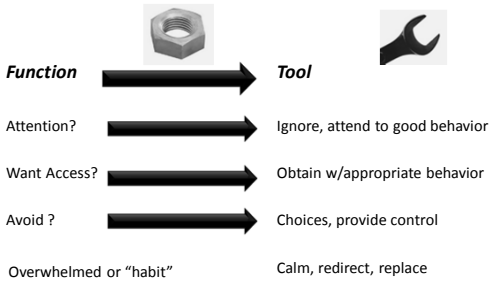 Function Tool
Attention? Ignore, attend to good behavior
Want Access? Obtain w/appropriate behavior
Avoid ? Choices, provide control
Overwhelmed or “habit” Calm, redirect, replace